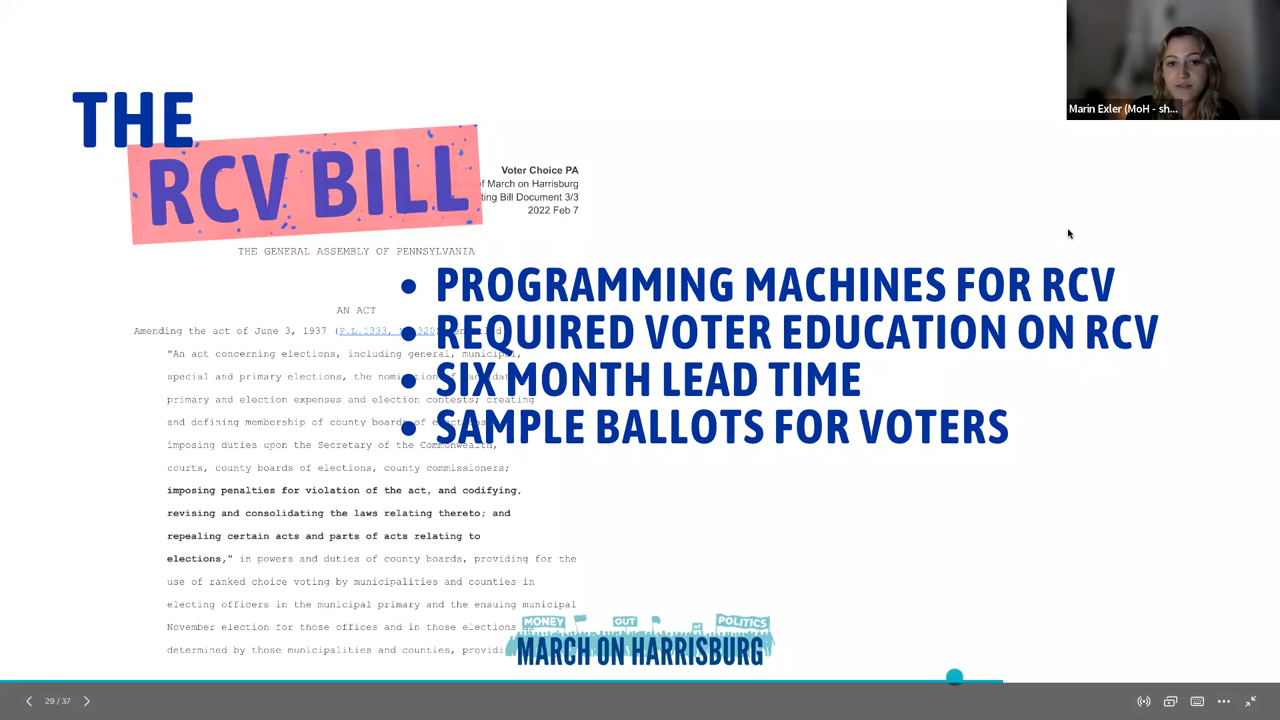 Marin Exler (MoH - sh...
THE
RCV BILL
Voter Choice PA
of March on Harrisburg
ting Bill Document 3/3
2022 Feb 7
THE GENERAL ASSEMBLY OF PENNSYLVANIA
AN ACT
Amending the act of June 3, 1937 (P.L.1333,
"An act concerning elections, including general, municipal,
special and primary elections, the
primary and election expenses and election contests; creating
and defining membership of county boards of
imposing duties upon the Secretary of the Commonwealth,
courts, county boards of elections, county commissioners;
imposing penalties for violation of the act, and codifying,
revising and consolidating the laws relating thereto; and
repealing certain acts and parts of acts relating to
elections," in powers and duties of county boards, providing for the
use of ranked choice voting by municipalities and counties in
electing officers in the municipal primary and the ensuing municipal
November election for those offices and in those elections
determined by those municipalities and counties,
• PROGRAMMING MACHINES FOR RCV
• REQUIRED VOTER EDUCATION ON RCV
• SIX MONTH LEAD TIME
• SAMPLE BALLOTS FOR VOTERS
MONEY OUT OF POLITICS
MARCH ON HARRISBURG
29 / 37